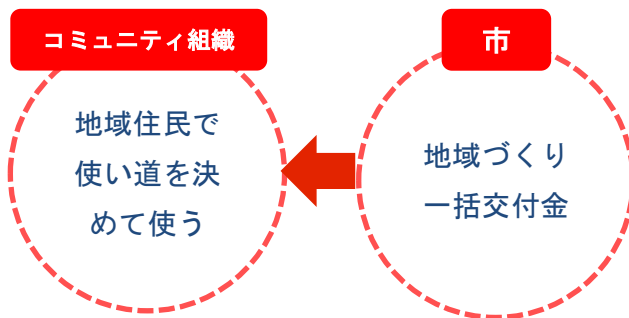 コミュニティ組織
地域住民で
使い道を決
めて使う
市
地域づくり
一括交付金